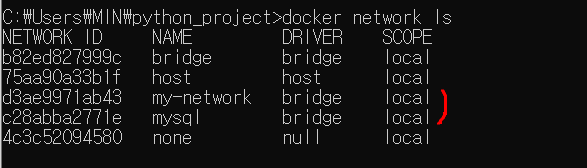 C:\Users\MIN\python_project>docker network ls
NETWORK ID     NAME         DRIVER    SCOPE
b82ed827999c   bridge       bridge    local
75aa90a33b1f   host         host      local
d3ae9971ab43   my-network   bridge    local
c28abba2771e   mysql        bridge    local
4c3c52094580   none         null      local